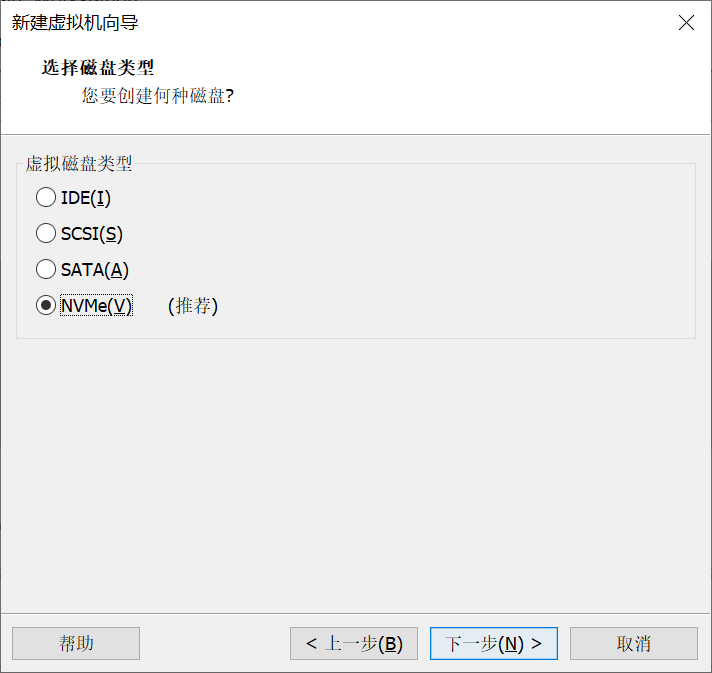 新建虚拟机向导
选择磁盘类型
您要创建何种磁盘?
虚拟磁盘类型
IDE(I)
SCSI(S)
SATA(A)
NVMe(V) (推荐)
帮助 < 上一步(B) 下一步(N) > 取消